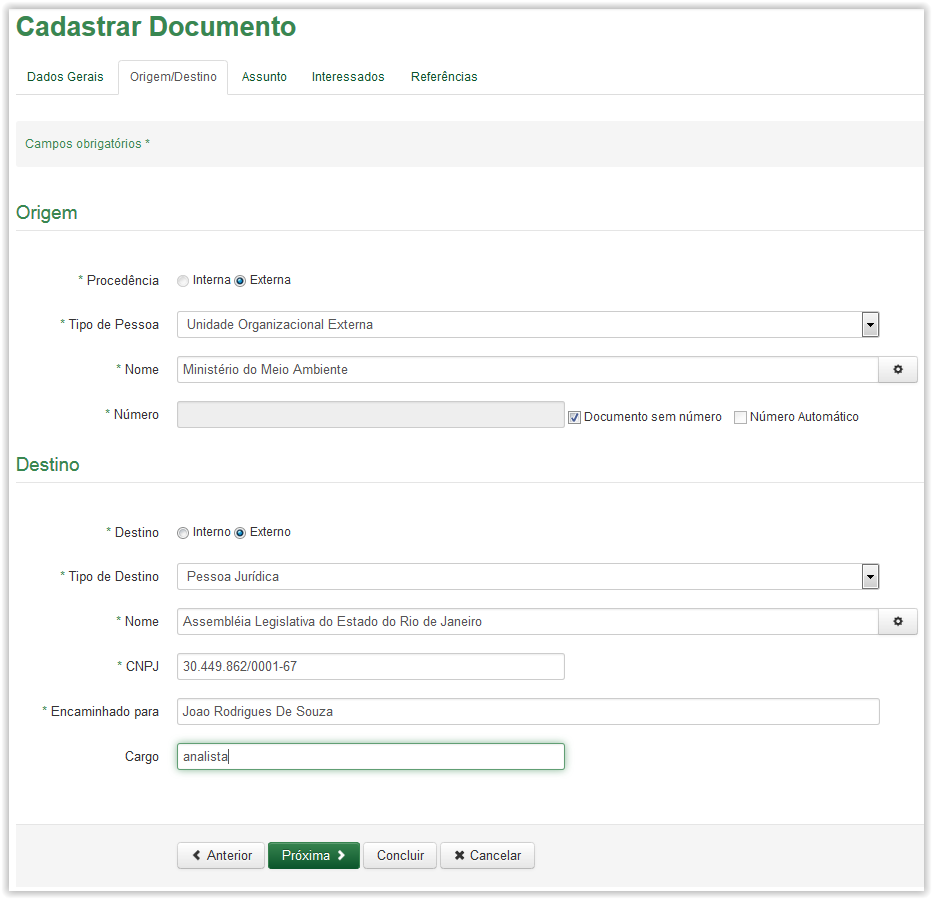 Cadastrar Documento
Dados Gerais Origem/Destino Assunto Interessados Referências
Campos obrigatórios *
Origem
* Procedência Interna Externa
* Tipo de Pessoa Unidade Organizacional Externa
* Nome Ministério do Meio Ambiente
* Número Documento sem número Número Automático
Destino
* Destino Interno Externo
* Tipo de Destino Pessoa Jurídica
* Nome Assembléia Legislativa do Estado do Rio de Janeiro
* CNPJ 30.449.862/0001-67
* Encaminhado para Joao Rodrigues De Souza
Cargo analista
Anterior Próxima Concluir Cancelar